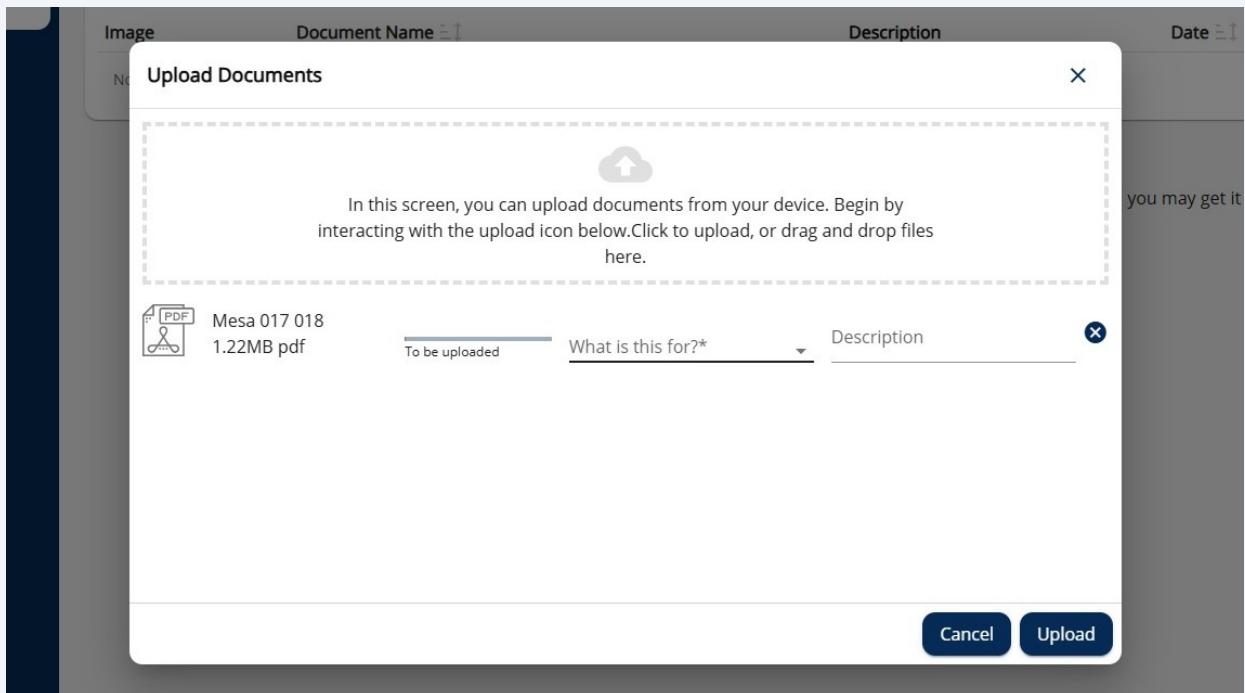 Image Document Name Description Date
Upload Documents
No
In this screen, you can upload documents from your device. Begin by
interacting with the upload icon below.Click to upload, or drag and drop files
here.
you may get it
PDF
Mesa 017 018
1.22MB pdf
To be uploaded
What is this for?*
Description
Cancel Upload